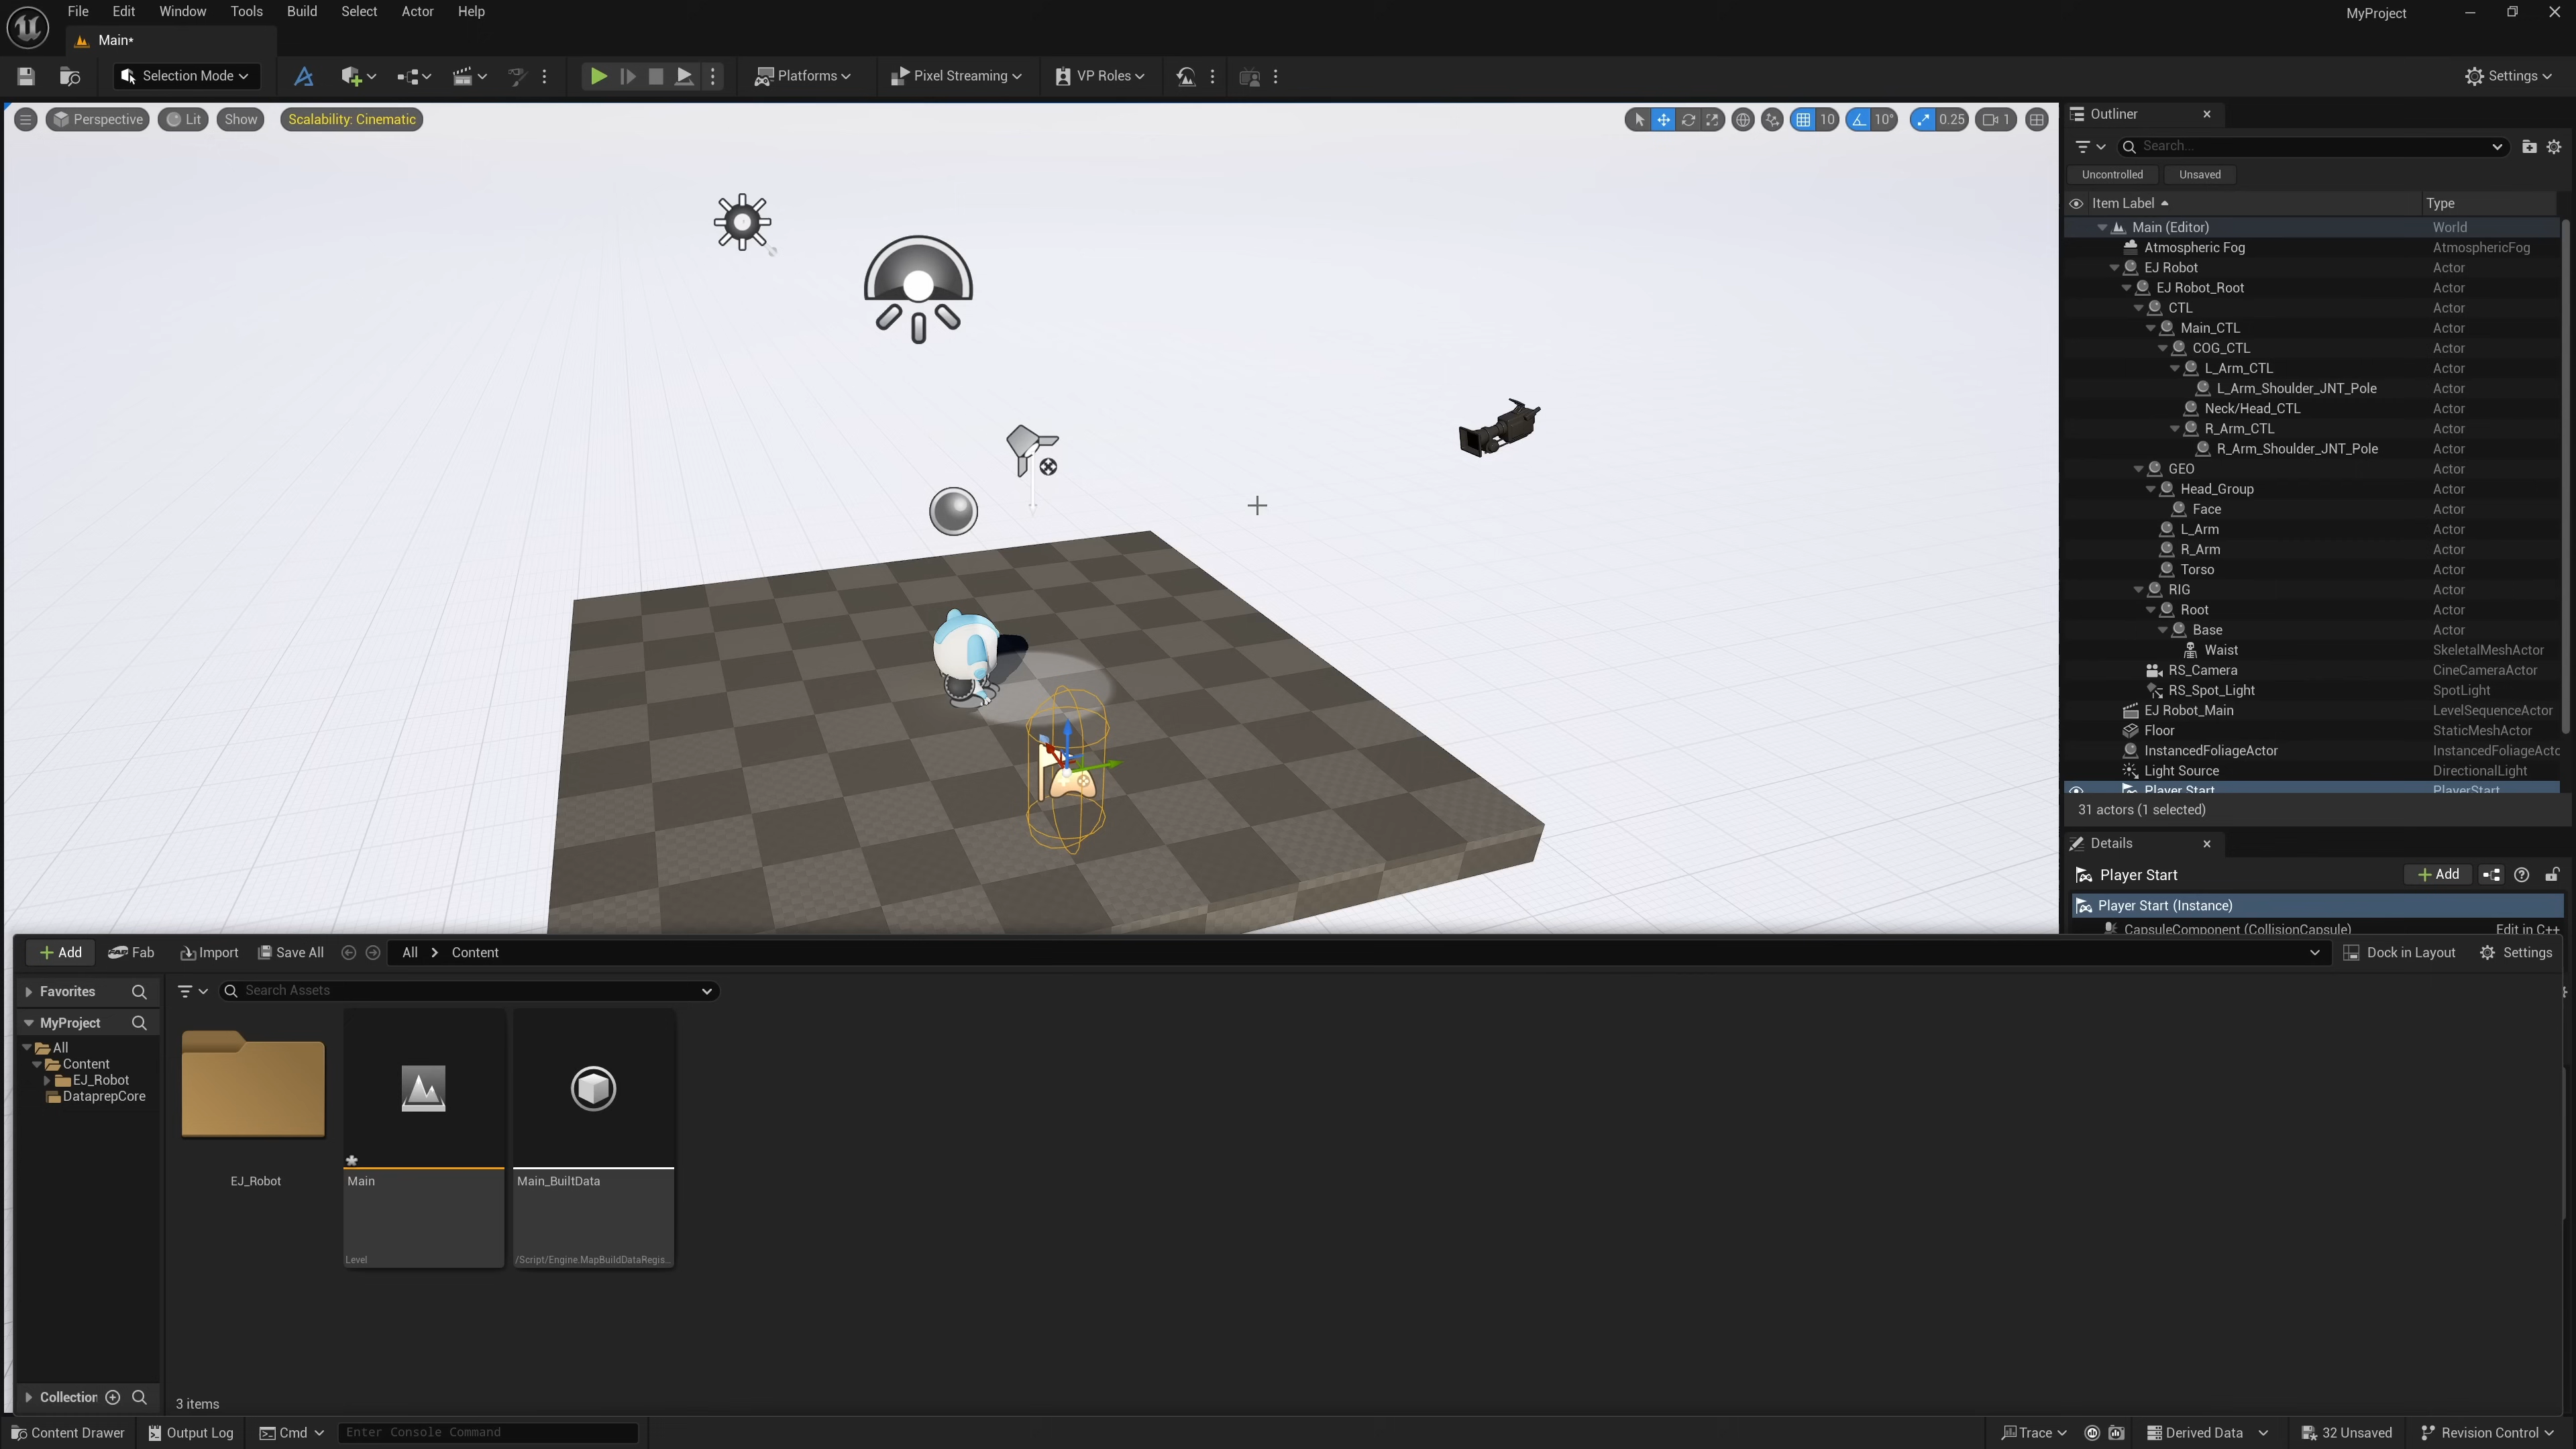 File Edit Window Tools Build Select Actor Help
MyProject
Main*
Selection Mode
Platforms
Pixel Streaming
VP Roles
Settings
Perspective Lit Show Scalability: Cinematic
10 10° 0.25 1
Outliner
Search...
Uncontrolled Unsaved
Item Label Type
Main (Editor) World
Atmospheric Fog AtmosphericFog
EJ Robot Actor
EJ Robot_Root Actor
CTL Actor
Main_CTL Actor
COG_CTL Actor
L_Arm_CTL Actor
L_Arm_Shoulder_JNT_Pole Actor
Neck/Head_CTL Actor
R_Arm_CTL Actor
R_Arm_Shoulder_JNT_Pole Actor
GEO Actor
Head_Group Actor
Face Actor
L_Arm Actor
R_Arm Actor
Torso Actor
RIG Actor
Root Actor
Base Actor
Waist SkeletalMeshActor
RS_Camera CineCameraActor
RS_Spot_Light SpotLight
EJ Robot_Main LevelSequenceActor
Floor StaticMeshActor
InstancedFoliageActor InstancedFoliageActo
Light Source DirectionalLight
Player Start PlayerStart
31 actors (1 selected)
Details
Player Start
Add
Player Start (Instance)
CapsuleComponent (CollisionCapsule) Edit in C++
Add Fab Import Save All All Content Dock in Layout Settings
Favorites
Search Assets
MyProject
All
Content
EJ_Robot
DataprepCore
EJ_Robot
Main
Level
Main_BuiltData
/Script/Engine.MapBuildDataRegis...
Collection
3 items
Content Drawer Output Log Cmd Enter Console Command Trace Derived Data 32 Unsaved Revision Control